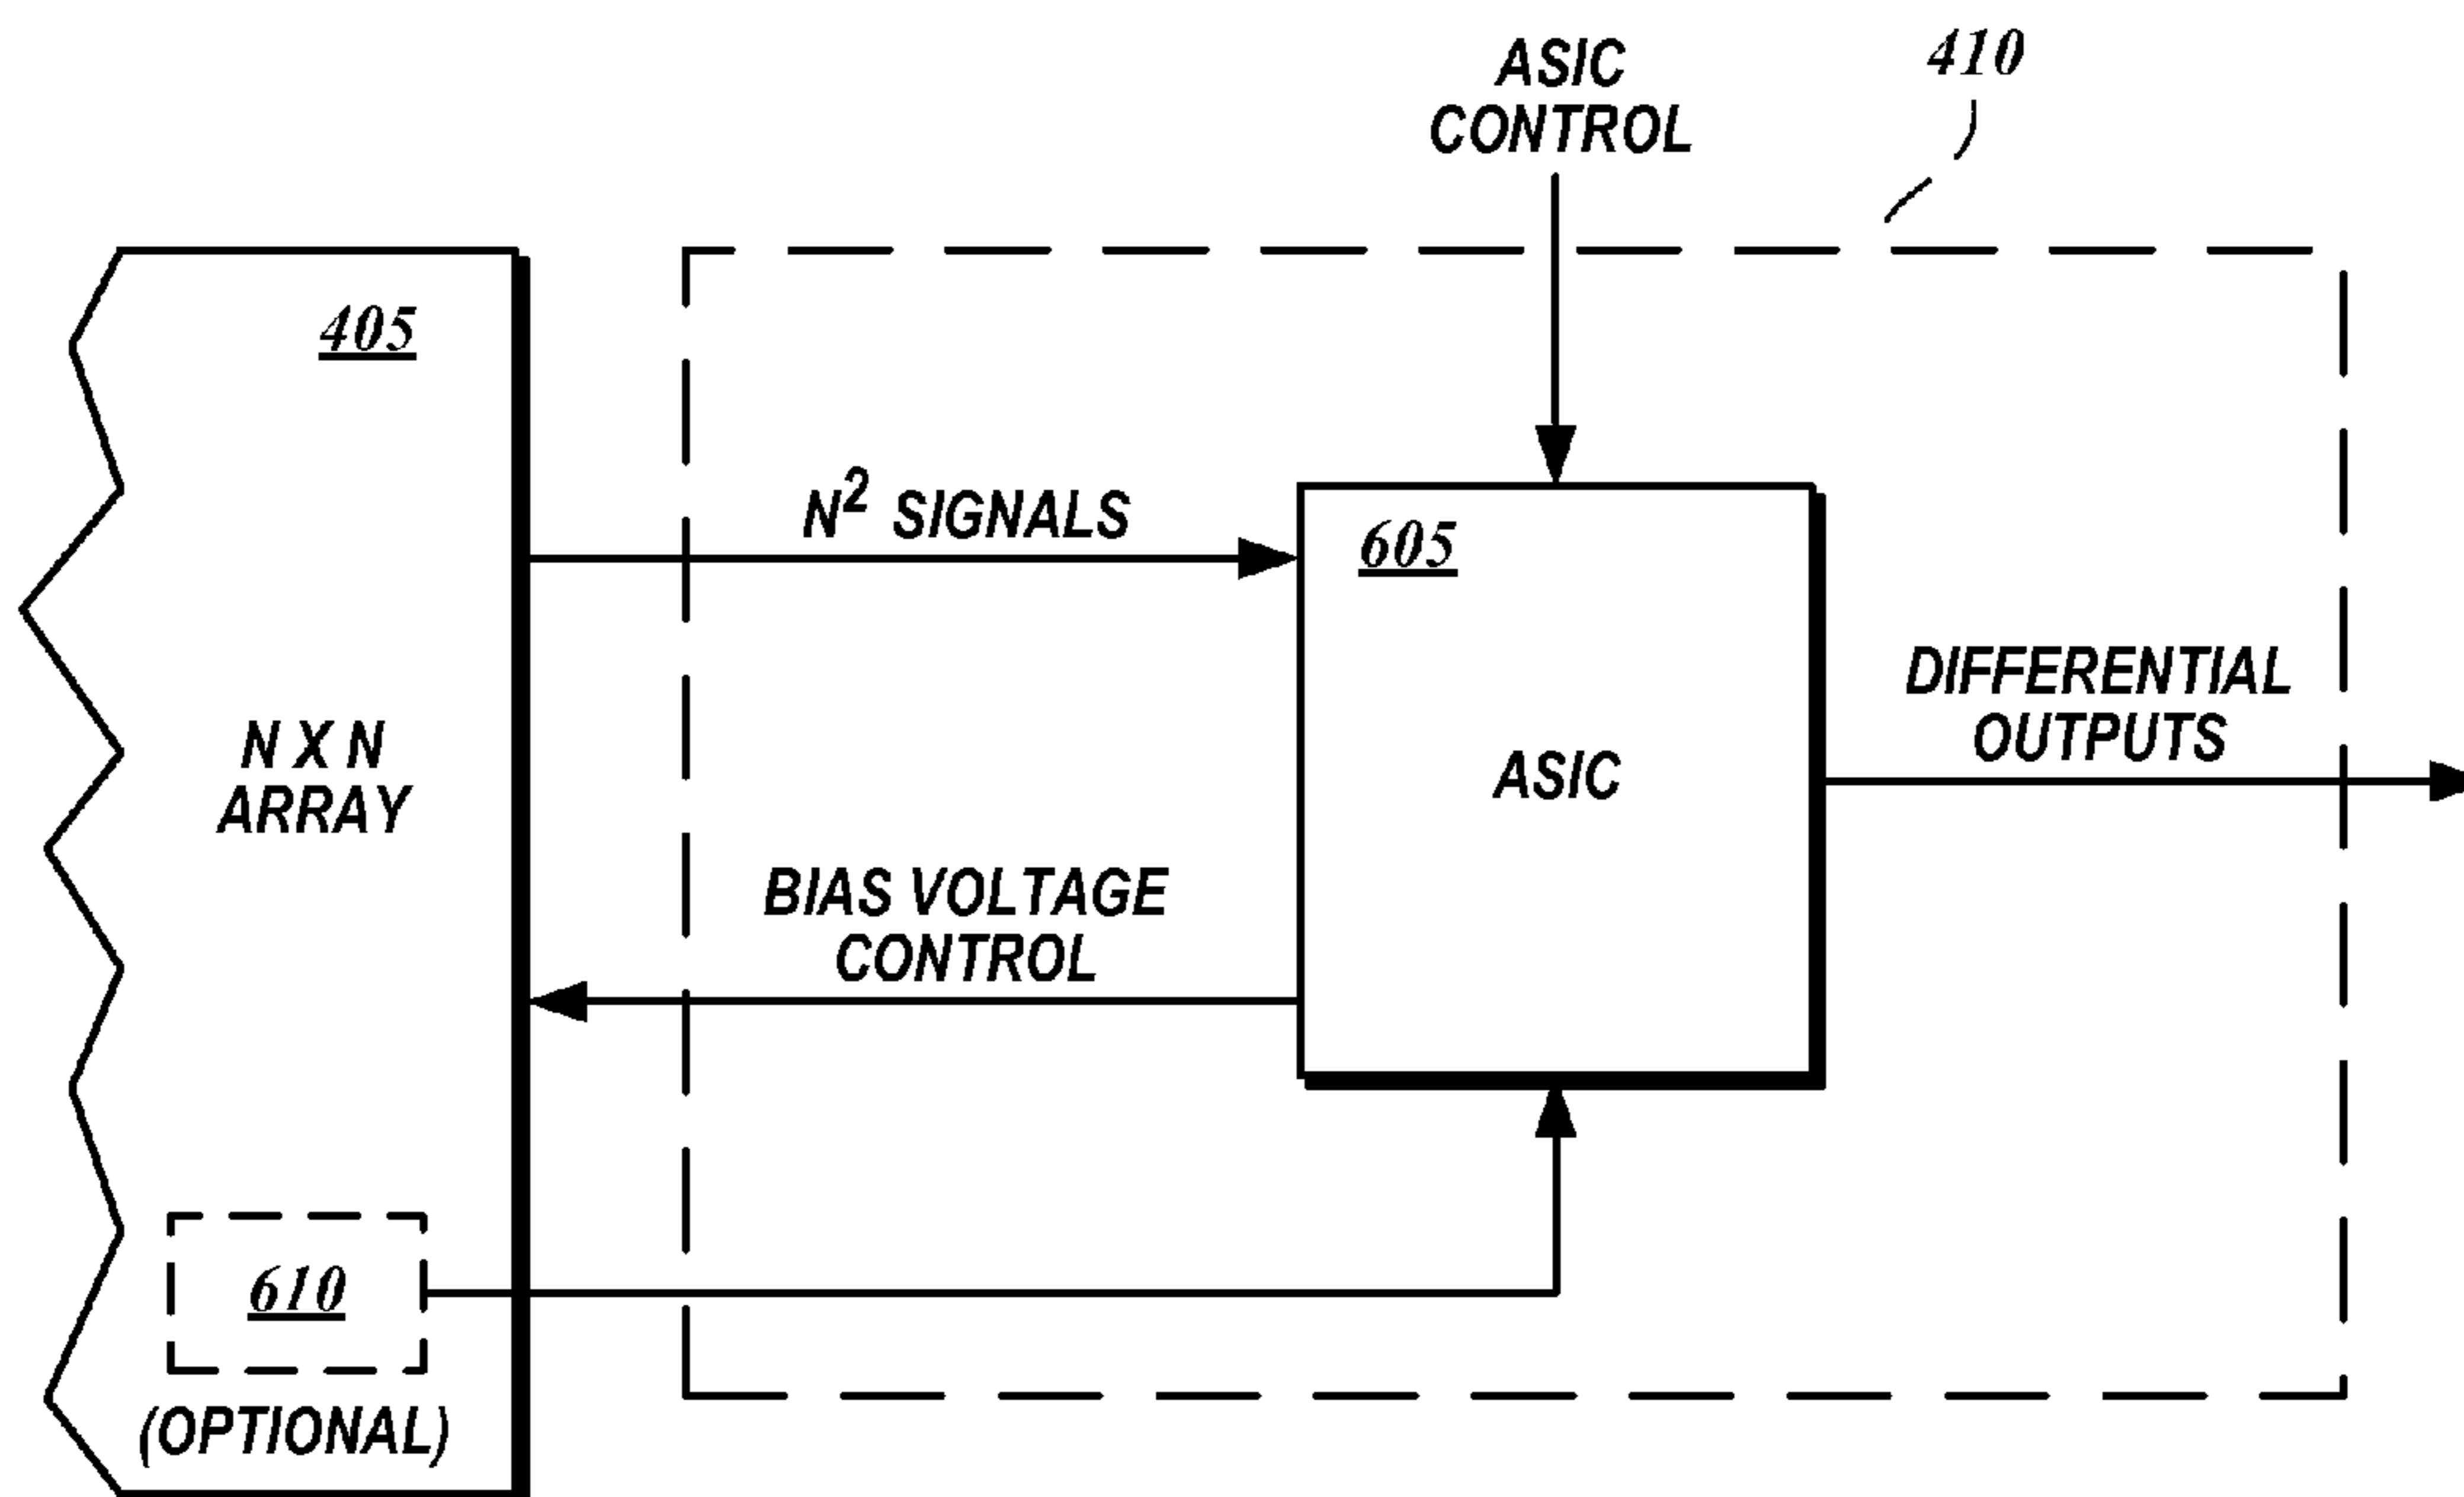 ASIC
CONTROL
410
405
N² SIGNALS
605
DIFFERENTIAL
OUTPUTS
N X N
ARRAY
ASIC
BIAS VOLTAGE
CONTROL
610
(OPTIONAL)